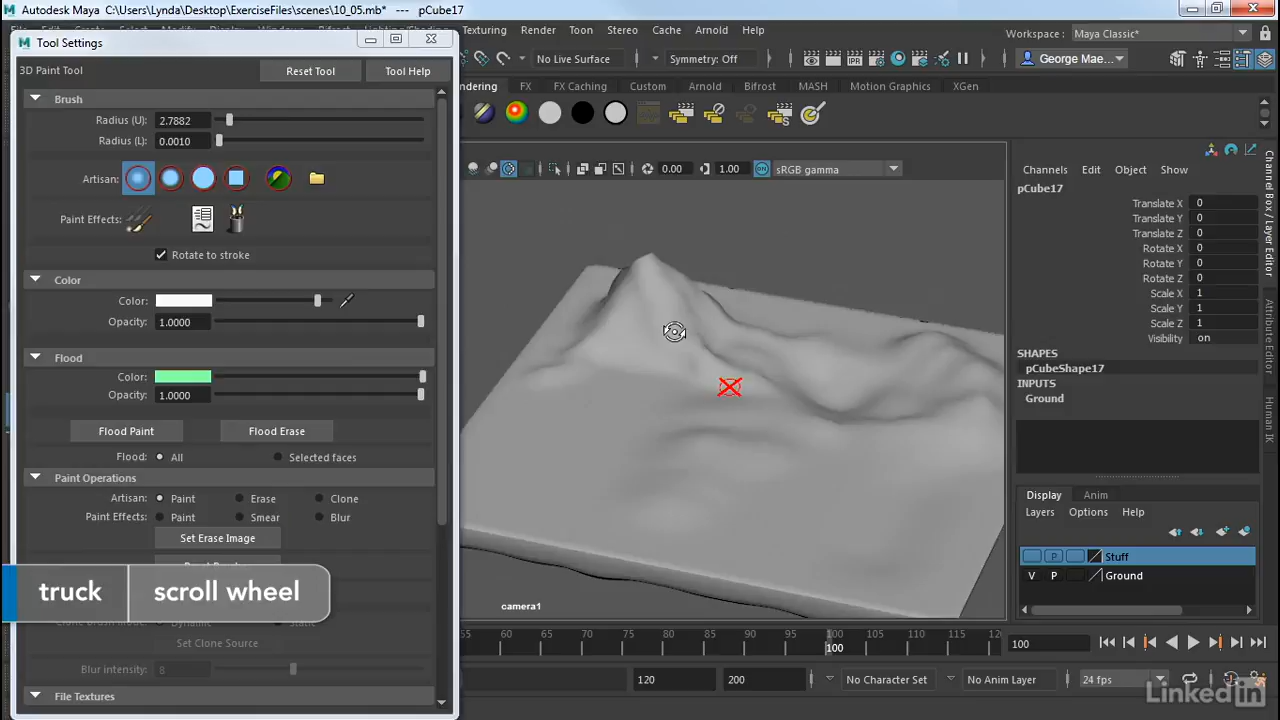 Autodesk Maya C:\Users\Lynda\Desktop\ExerciseFiles\scenes\10_05.mb* --- pCube17
Texturing Render Toon Stereo Cache Arnold Help Workspace : Maya Classic*
Tool Settings
No Live Surface Symmetry: Off George Mae...
3D Paint Tool Reset Tool Tool Help
Rendering FX FX Caching Custom Arnold Bifrost MASH Motion Graphics XGen
Brush
Radius (U): 2.7882
Radius (L): 0.0010
Artisan:
Paint Effects:
Rotate to stroke
Color
Color:
Opacity: 1.0000
Flood
Color:
Opacity: 1.0000
Flood Paint Flood Erase
Flood: All Selected faces
Paint Operations
Artisan: Paint Erase Clone
Paint Effects: Paint Smear Blur
Set Erase Image
truck scroll wheel
Set Clone Source
Blur intensity: 8
File Textures
0.00 1.00 ON sRGB gamma
camera1
Channels Edit Object Show
pCube17
Translate X 0
Translate Y 0
Translate Z 0
Rotate X 0
Rotate Y 0
Rotate Z 0
Scale X 1
Scale Y 1
Scale Z 1
Visibility on
SHAPES
pCubeShape17
INPUTS
Ground
Channel Box / Layer Editor
Attribute Editor
Human IK
Display Anim
Layers Options Help
P Stuff
V P Ground
55 60 65 70 75 80 85 90 95 100 105 110 115 120
100
100
120 200 No Character Set No Anim Layer 24 fps
LinkedIn